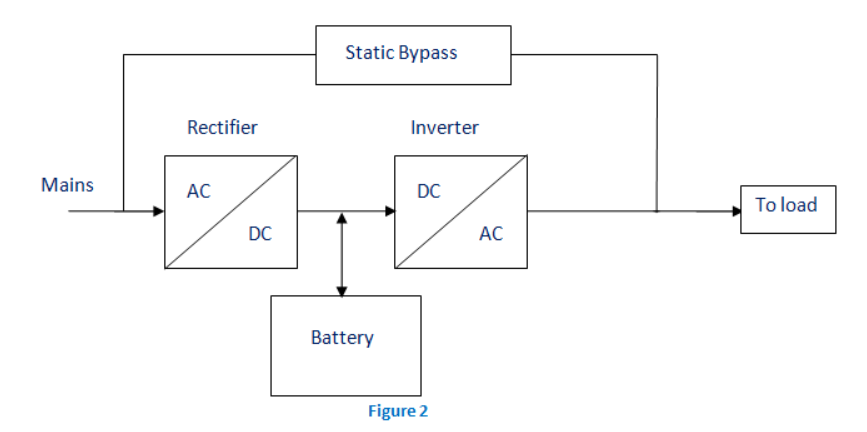 Static Bypass
Rectifier
Inverter
Mains
AC
DC
DC
AC
To load
Battery
Figure 2